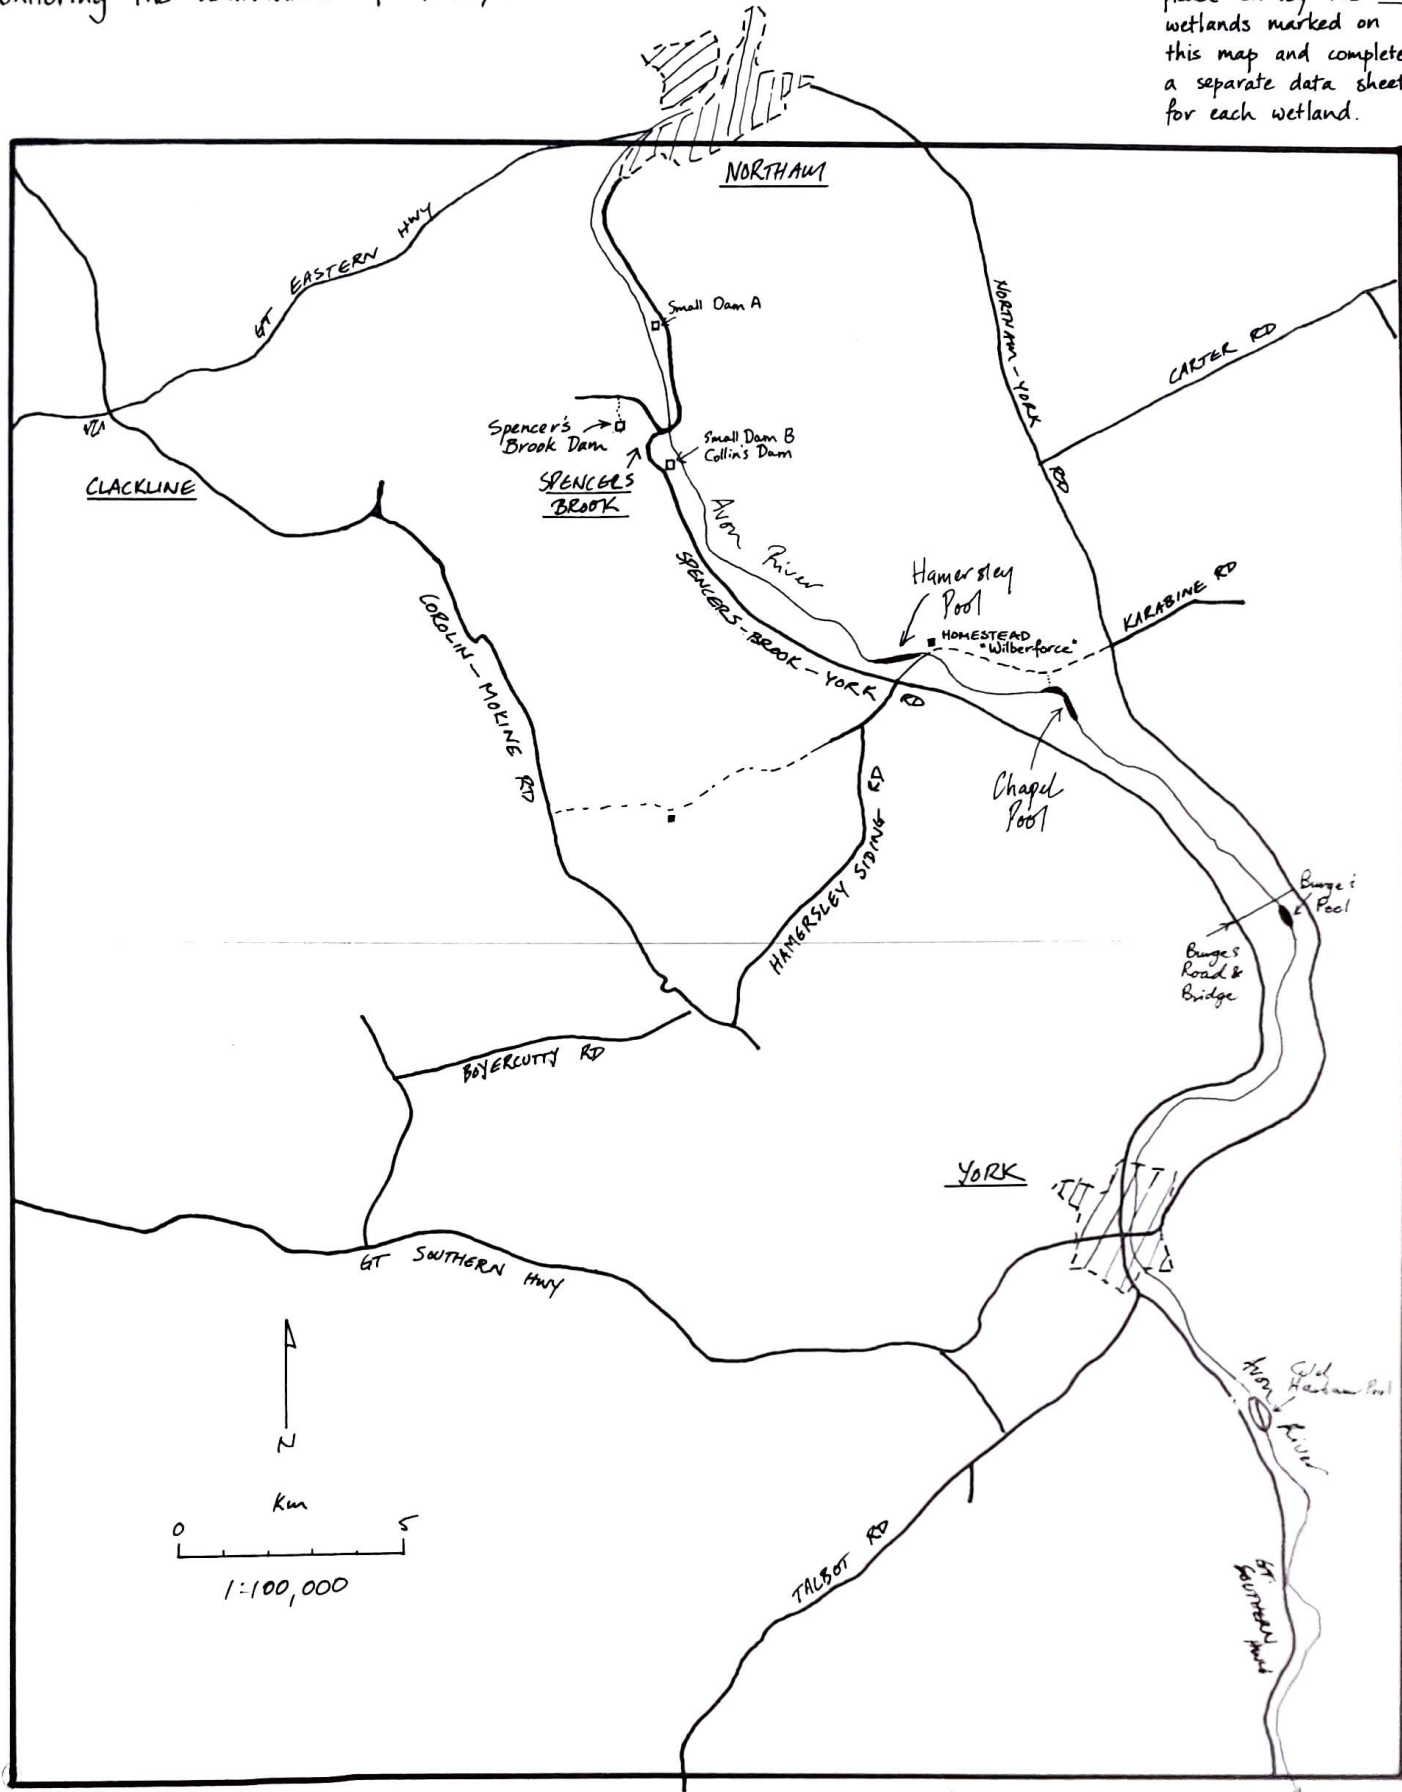 wetlands marked on
this map and complete
a separate data sheet
for each wetland.
NORTHAM
GT EASTERN HWY
NORTHAM-YORK RD
CARTER RD
Small Dam A
Spencer's
Brook Dam
Small Dam B
Collin's Dam
SPENCERS
BROOK
CLACKLINE
Avon River
Hamersley
Pool
HOMESTEAD
"Wilberforce"
KARABINE RD
SPENCERS-BROOK-YORK RD
COROLIN-MOKINE RD
Chapel
Pool
HAMERSLEY SIDING RD
Burges
Pool
Burges
Road &
Bridge
BOYERCUTTY RD
YORK
GT SOUTHERN HWY
Avon River
Pool
N
Km
0 5
1:100,000
TALBOT RD
GT.
SOUTHERN
HWY